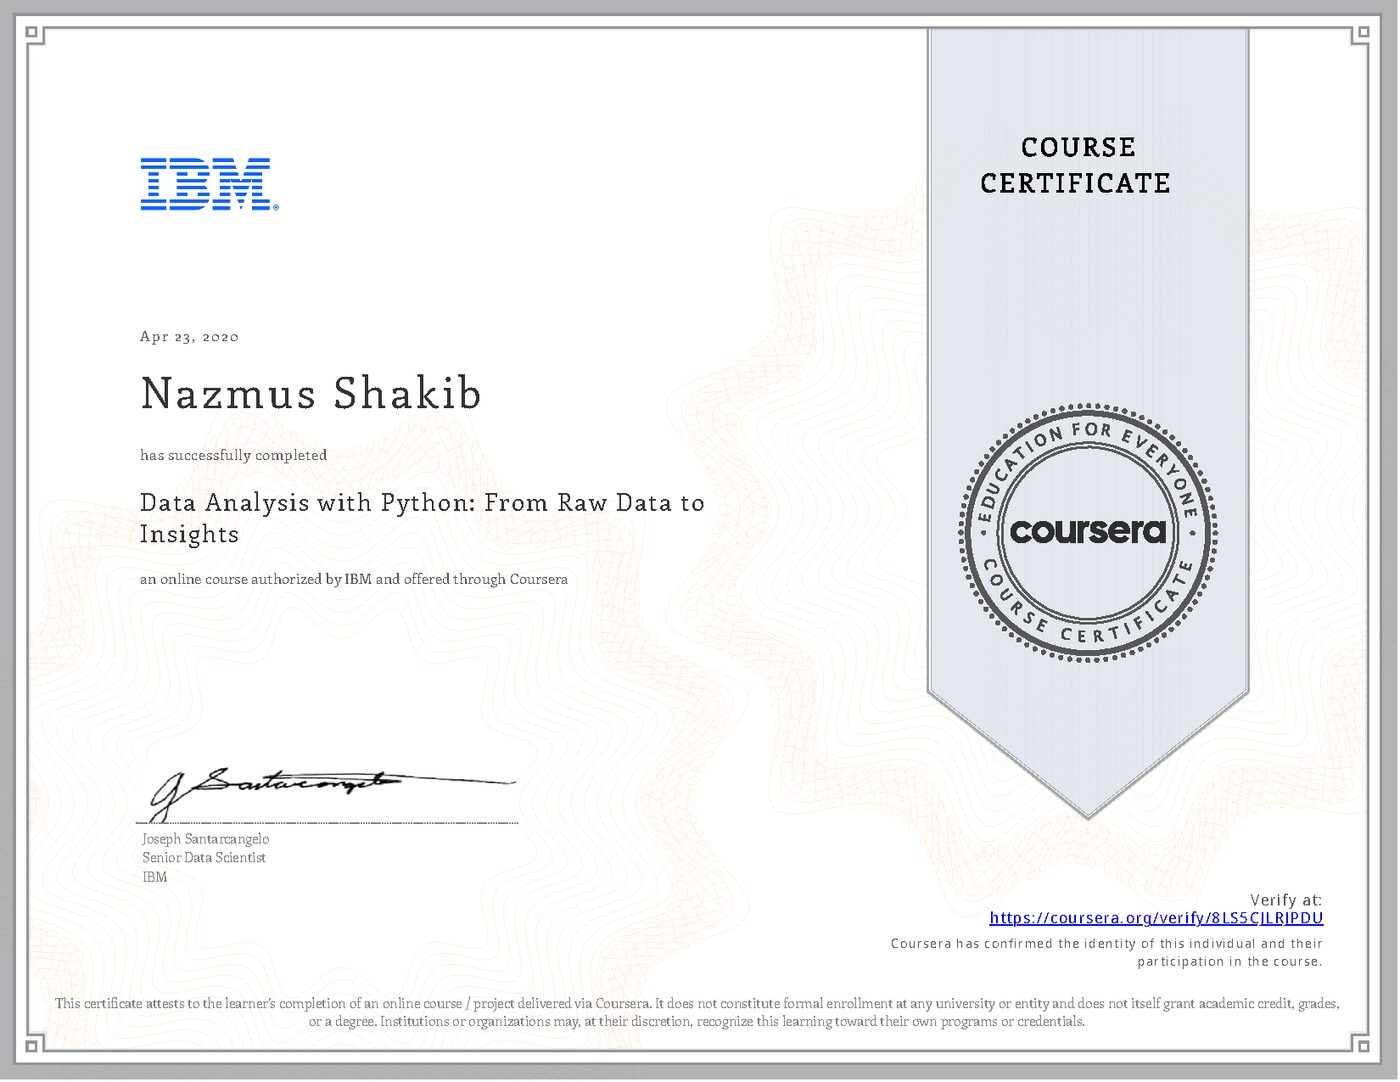 IBM®
COURSE
CERTIFICATE
Apr 23, 2020
Nazmus Shakib
has successfully completed
Data Analysis with Python: From Raw Data to
Insights
an online course authorized by IBM and offered through Coursera
EDUCATION FOR EVERYONE
coursera
COURSE CERTIFICATE
J Santarcangelo
Joseph Santarcangelo
Senior Data Scientist
IBM
Verify at:
https://coursera.org/verify/8LS5CJLRJPDU
Coursera has confirmed the identity of this individual and their
participation in the course.
This certificate attests to the learner's completion of an online course / project delivered via Coursera. It does not constitute formal enrollment at any university or entity and does not itself grant academic credit, grades,
or a degree. Institutions or organizations may, at their discretion, recognize this learning toward their own programs or credentials.